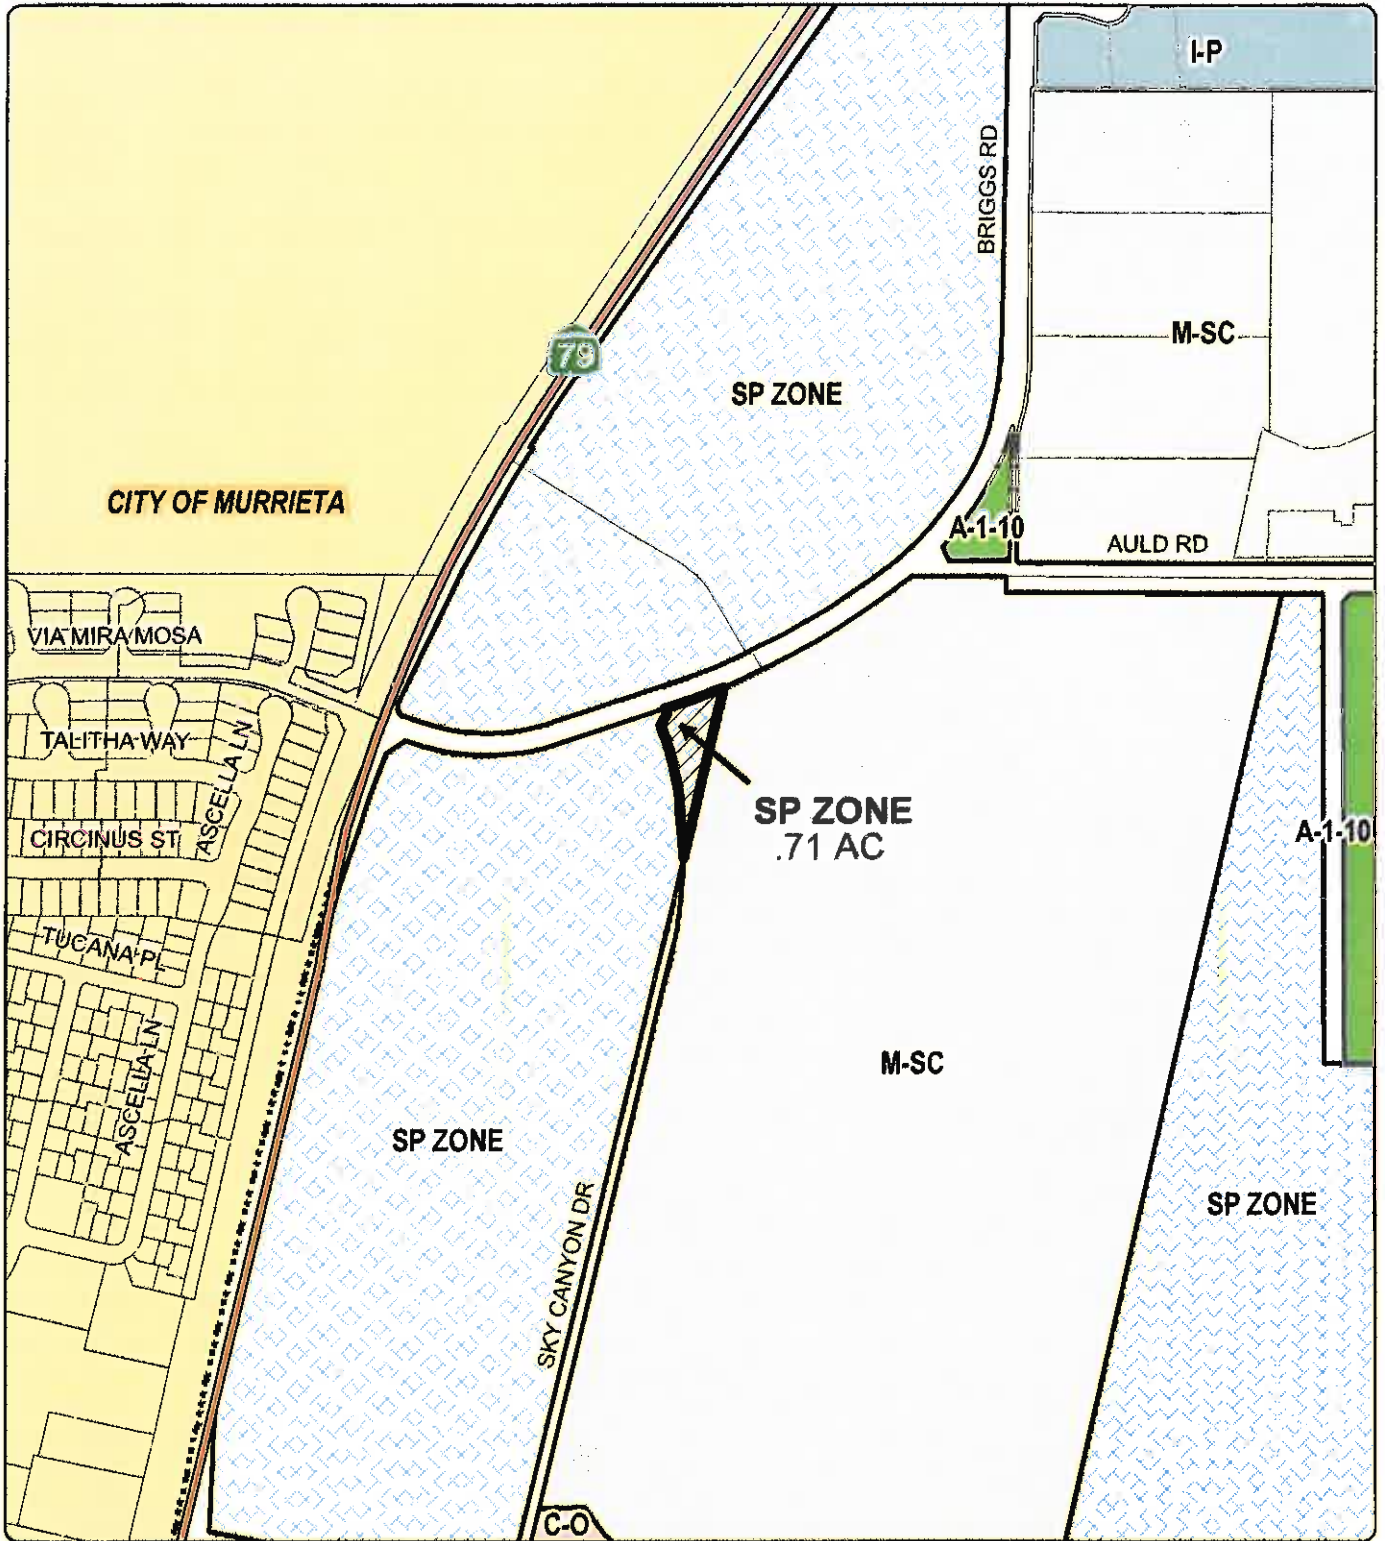 I-P
BRIGGS RD
M-SC
79
SP ZONE
CITY OF MURRIETA
A-1-10
AULD RD
VIA MIRA MOSA
TALITHA WAY
ASCELLA LN
SP ZONE
.71 AC
CIRCINUS ST
A-1-10
TUCANA PL
ASCELLA LN
M-SC
SP ZONE
SP ZONE
SKY CANYON DR
C-O